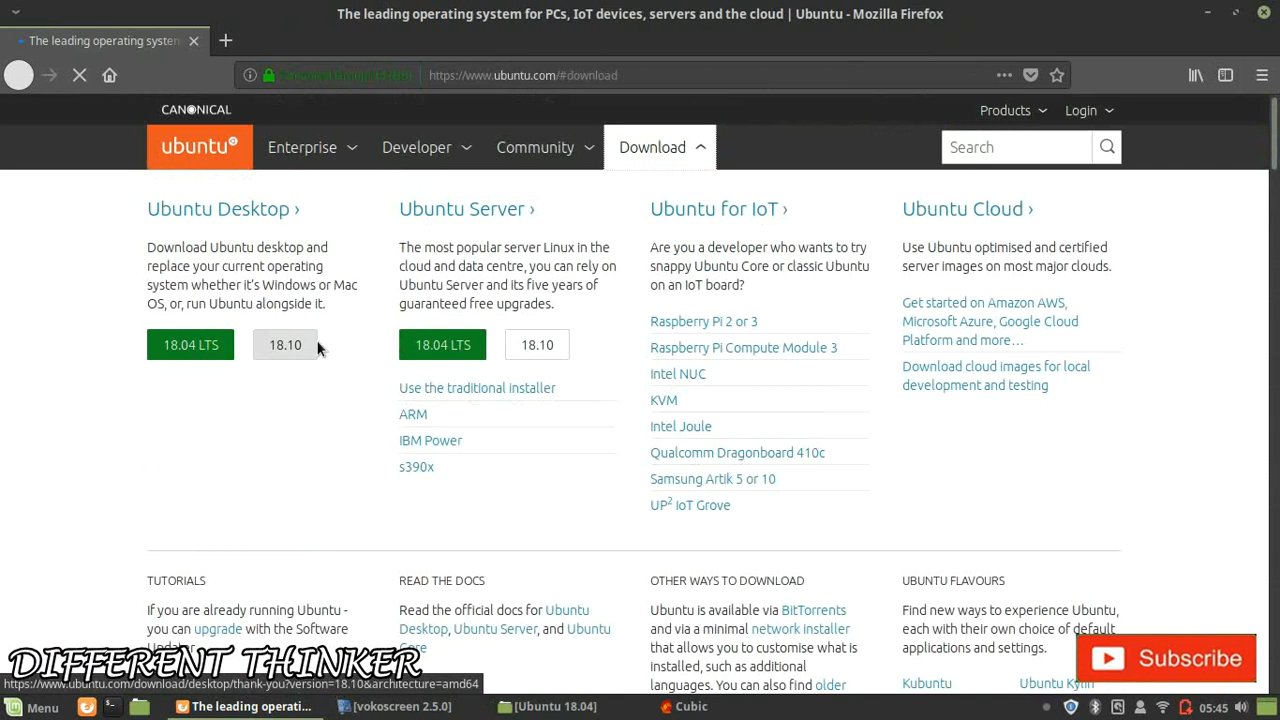 The leading operating system for PCs, IoT devices, servers and the cloud | Ubuntu - Mozilla Firefox
The leading operating system
https://www.ubuntu.com/#download
CANONICAL
Products
Login
ubuntu
Enterprise
Developer
Community
Download
Search
Ubuntu Desktop ›
Download Ubuntu desktop and
replace your current operating
system whether it's Windows or Mac
OS, or, run Ubuntu alongside it.
18.04 LTS
18.10
Ubuntu Server ›
The most popular server Linux in the
cloud and data centre, you can rely on
Ubuntu Server and its five years of
guaranteed free upgrades.
18.04 LTS
18.10
Use the traditional installer
ARM
IBM Power
s390x
Ubuntu for IoT ›
Are you a developer who wants to try
snappy Ubuntu Core or classic Ubuntu
on an IoT board?
Raspberry Pi 2 or 3
Raspberry Pi Compute Module 3
Intel NUC
KVM
Intel Joule
Qualcomm Dragonboard 410c
Samsung Artik 5 or 10
UP² IoT Grove
Ubuntu Cloud ›
Use Ubuntu optimised and certified
server images on most major clouds.
Get started on Amazon AWS,
Microsoft Azure, Google Cloud
Platform and more…
Download cloud images for local
development and testing
TUTORIALS
If you are already running Ubuntu -
you can upgrade with the Software
READ THE DOCS
Read the official docs for Ubuntu
Desktop, Ubuntu Server, and Ubuntu
Core
OTHER WAYS TO DOWNLOAD
Ubuntu is available via BitTorrents
and via a minimal network installer
that allows you to customise what is
installed, such as additional
languages. You can also find older
UBUNTU FLAVOURS
Find new ways to experience Ubuntu,
each with their own choice of default
applications and settings.
Kubuntu
Ubuntu Kylin
DIFFERENT THINKER
Subscribe
https://www.ubuntu.com/download/desktop/thank-you?version=18.10&architecture=amd64
Menu
The leading operati...
[vokoscreen 2.5.0]
[Ubuntu 18.04]
Cubic
05:45